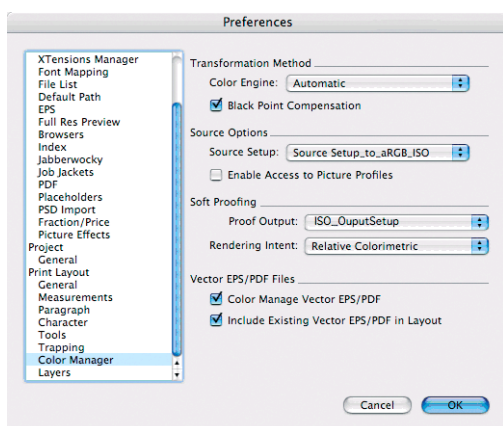 Preferences
XTensions Manager
Font Mapping
File List
Default Path
EPS
Full Res Preview
Browsers
Index
Jabberwocky
Job Jackets
PDF
Placeholders
PSD Import
Fraction/Price
Picture Effects
Project
General
Print Layout
General
Measurements
Paragraph
Character
Tools
Trapping
Color Manager
Layers
Transformation Method
Color Engine: Automatic
Black Point Compensation
Source Options
Source Setup: Source Setup_to_aRGB_ISO
Enable Access to Picture Profiles
Soft Proofing
Proof Output: ISO_OuputSetup
Rendering Intent: Relative Colorimetric
Vector EPS/PDF Files
Color Manage Vector EPS/PDF
Include Existing Vector EPS/PDF in Layout
Cancel OK